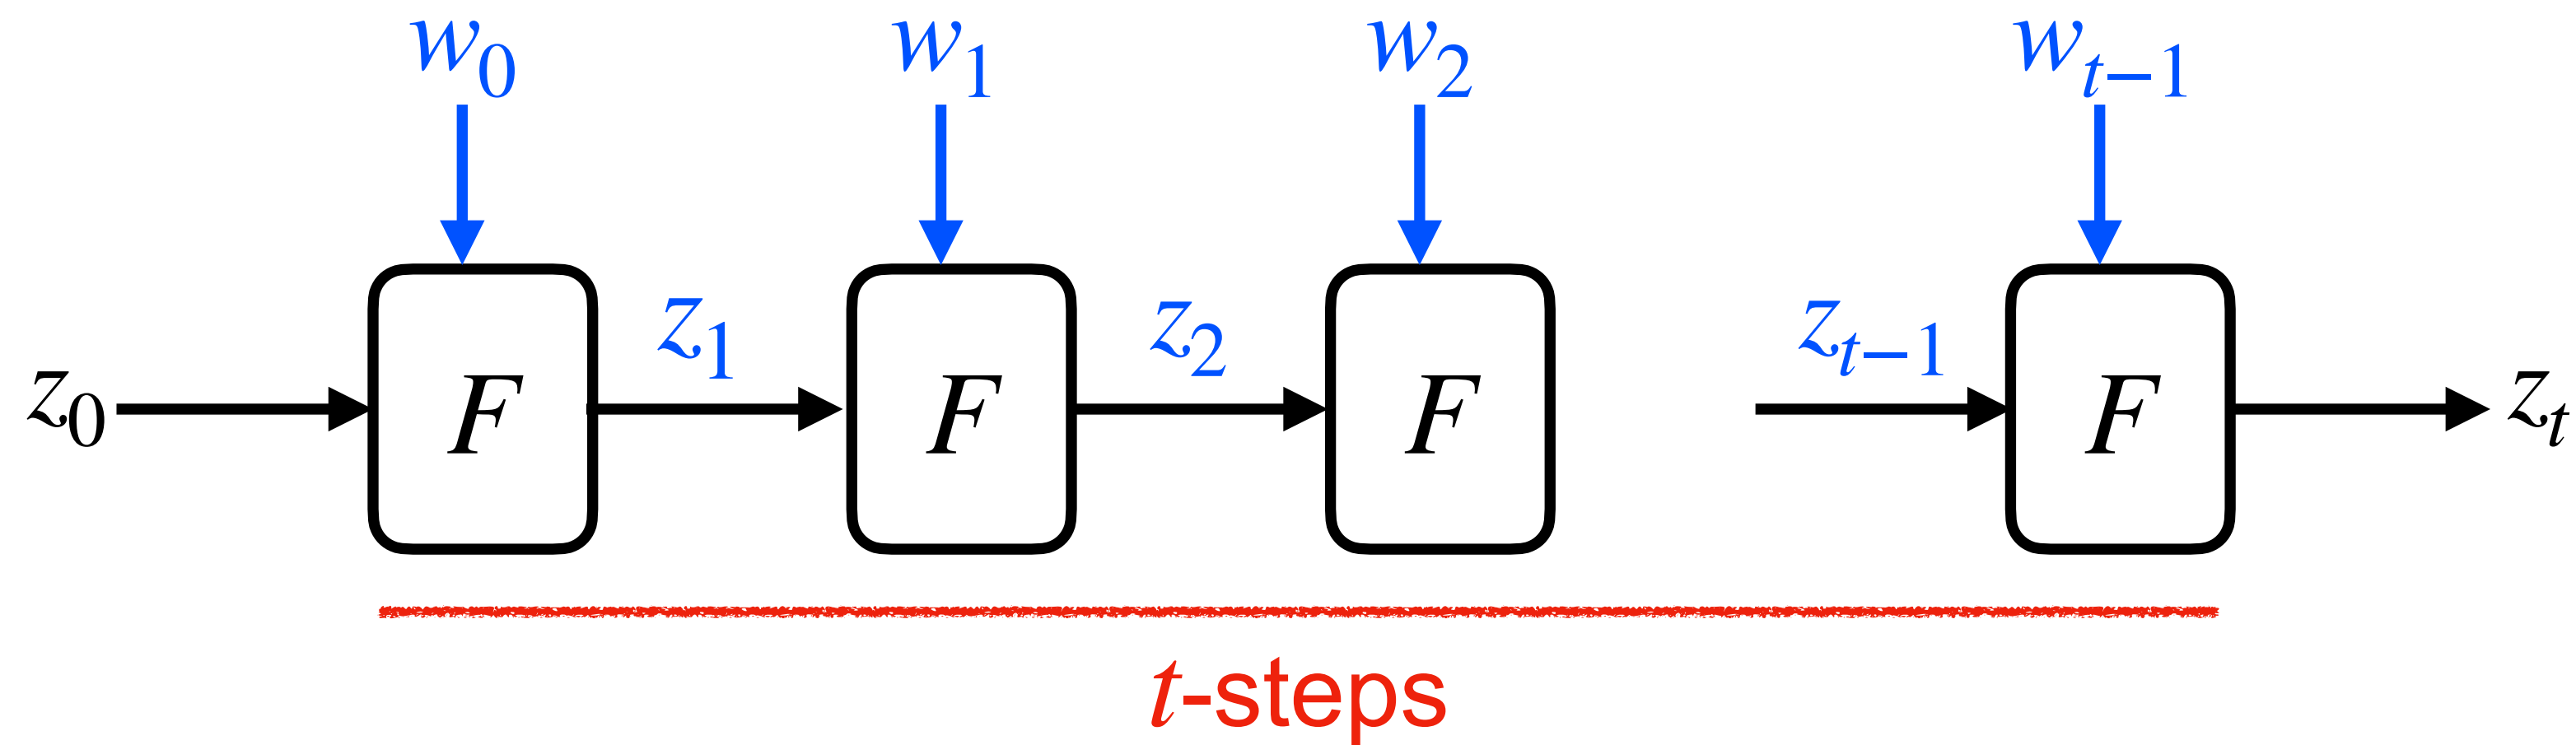 w₀ w₁ w₂ wₜ₋₁
z₁ z₂ zₜ₋₁
z₀ F F F F zₜ
t-steps